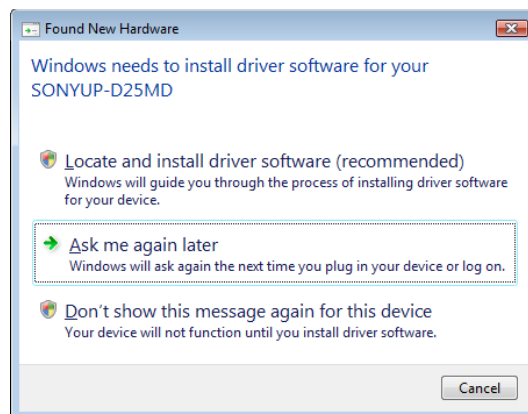 Found New Hardware
Windows needs to install driver software for your
SONYUP-D25MD
Locate and install driver software (recommended)
Windows will guide you through the process of installing driver software
for your device.
Ask me again later
Windows will ask again the next time you plug in your device or log on.
Don't show this message again for this device
Your device will not function until you install driver software.
Cancel